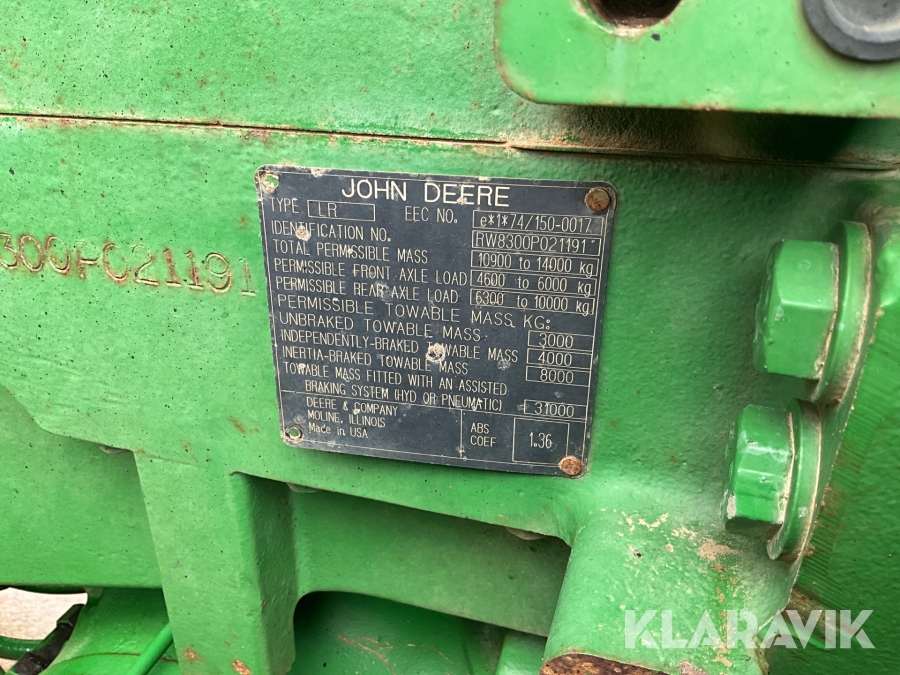 JOHN DEERE
TYPE LR EEC NO. e*1*74/150-0017
IDENTIFICATION NO. RW8300P021191
TOTAL PERMISSIBLE MASS 10900 to 14000 kg
PERMISSIBLE FRONT AXLE LOAD 4600 to 6000 kg
PERMISSIBLE REAR AXLE LOAD 6300 to 10000 kg
PERMISSIBLE TOWABLE MASS KG:
UNBRAKED TOWABLE MASS: 3000
INDEPENDENTLY-BRAKED TOWABLE MASS 4000
INERTIA-BRAKED TOWABLE MASS 8000
TOWABLE MASS FITTED WITH AN ASSISTED
BRAKING SYSTEM (HYD OR PNEUMATIC) 31000
DEERE & COMPANY
MOLINE, ILLINOIS
Made in USA
ABS
COEF
1.36
300P021191
KLARAVIK